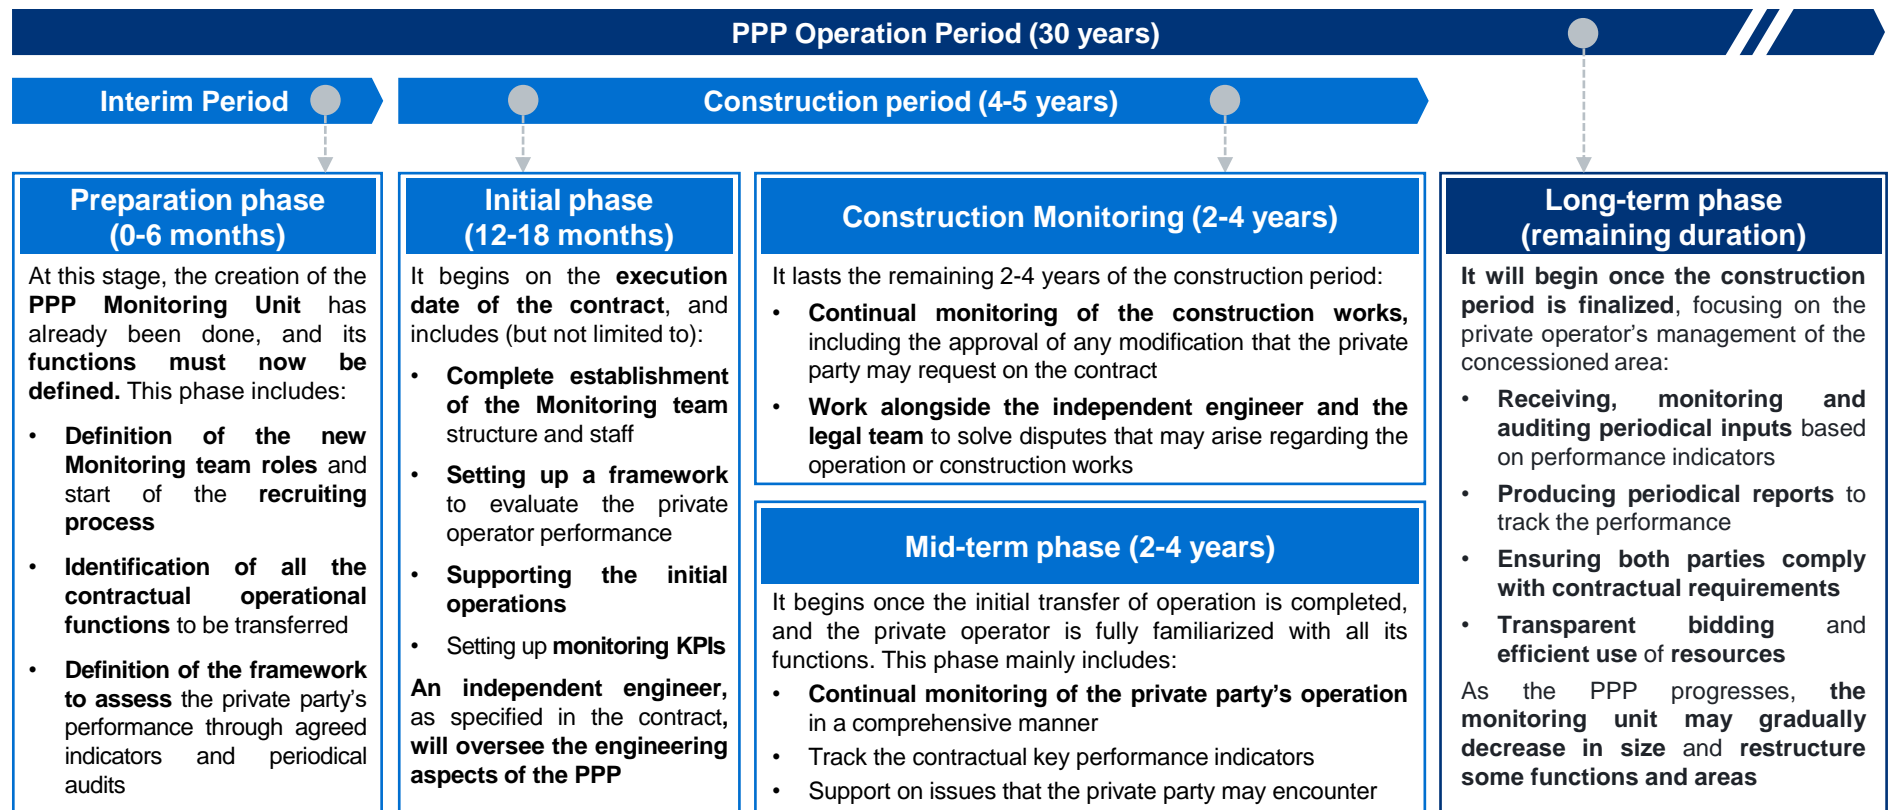 PPP Operation Period (30 years)
Interim Period
Construction period (4-5 years)
Preparation phase
(0-6 months)
At this stage, the creation of the
PPP Monitoring Unit has
already been done, and its
functions must now be
defined. This phase includes:
• Definition of the new
Monitoring team roles and
start of the recruiting
process
• Identification of all the
contractual operational
functions to be transferred
• Definition of the framework
to assess the private party's
performance through agreed
indicators and periodical
audits
Initial phase
(12-18 months)
It begins on the execution
date of the contract, and
includes (but not limited to):
• Complete establishment
of the Monitoring team
structure and staff
• Setting up a framework
to evaluate the private
operator performance
• Supporting the initial
operations
• Setting up monitoring KPIs
An independent engineer,
as specified in the contract,
will oversee the engineering
aspects of the PPP
Construction Monitoring (2-4 years)
It lasts the remaining 2-4 years of the construction period:
• Continual monitoring of the construction works,
including the approval of any modification that the private
party may request on the contract
• Work alongside the independent engineer and the
legal team to solve disputes that may arise regarding the
operation or construction works
Mid-term phase (2-4 years)
It begins once the initial transfer of operation is completed,
and the private operator is fully familiarized with all its
functions. This phase mainly includes:
• Continual monitoring of the private party's operation
in a comprehensive manner
• Track the contractual key performance indicators
• Support on issues that the private party may encounter
Long-term phase
(remaining duration)
It will begin once the construction
period is finalized, focusing on the
private operator's management of the
concessioned area:
• Receiving, monitoring and
auditing periodical inputs based
on performance indicators
• Producing periodical reports to
track the performance
• Ensuring both parties comply
with contractual requirements
• Transparent bidding and
efficient use of resources
As the PPP progresses, the
monitoring unit may gradually
decrease in size and restructure
some functions and areas